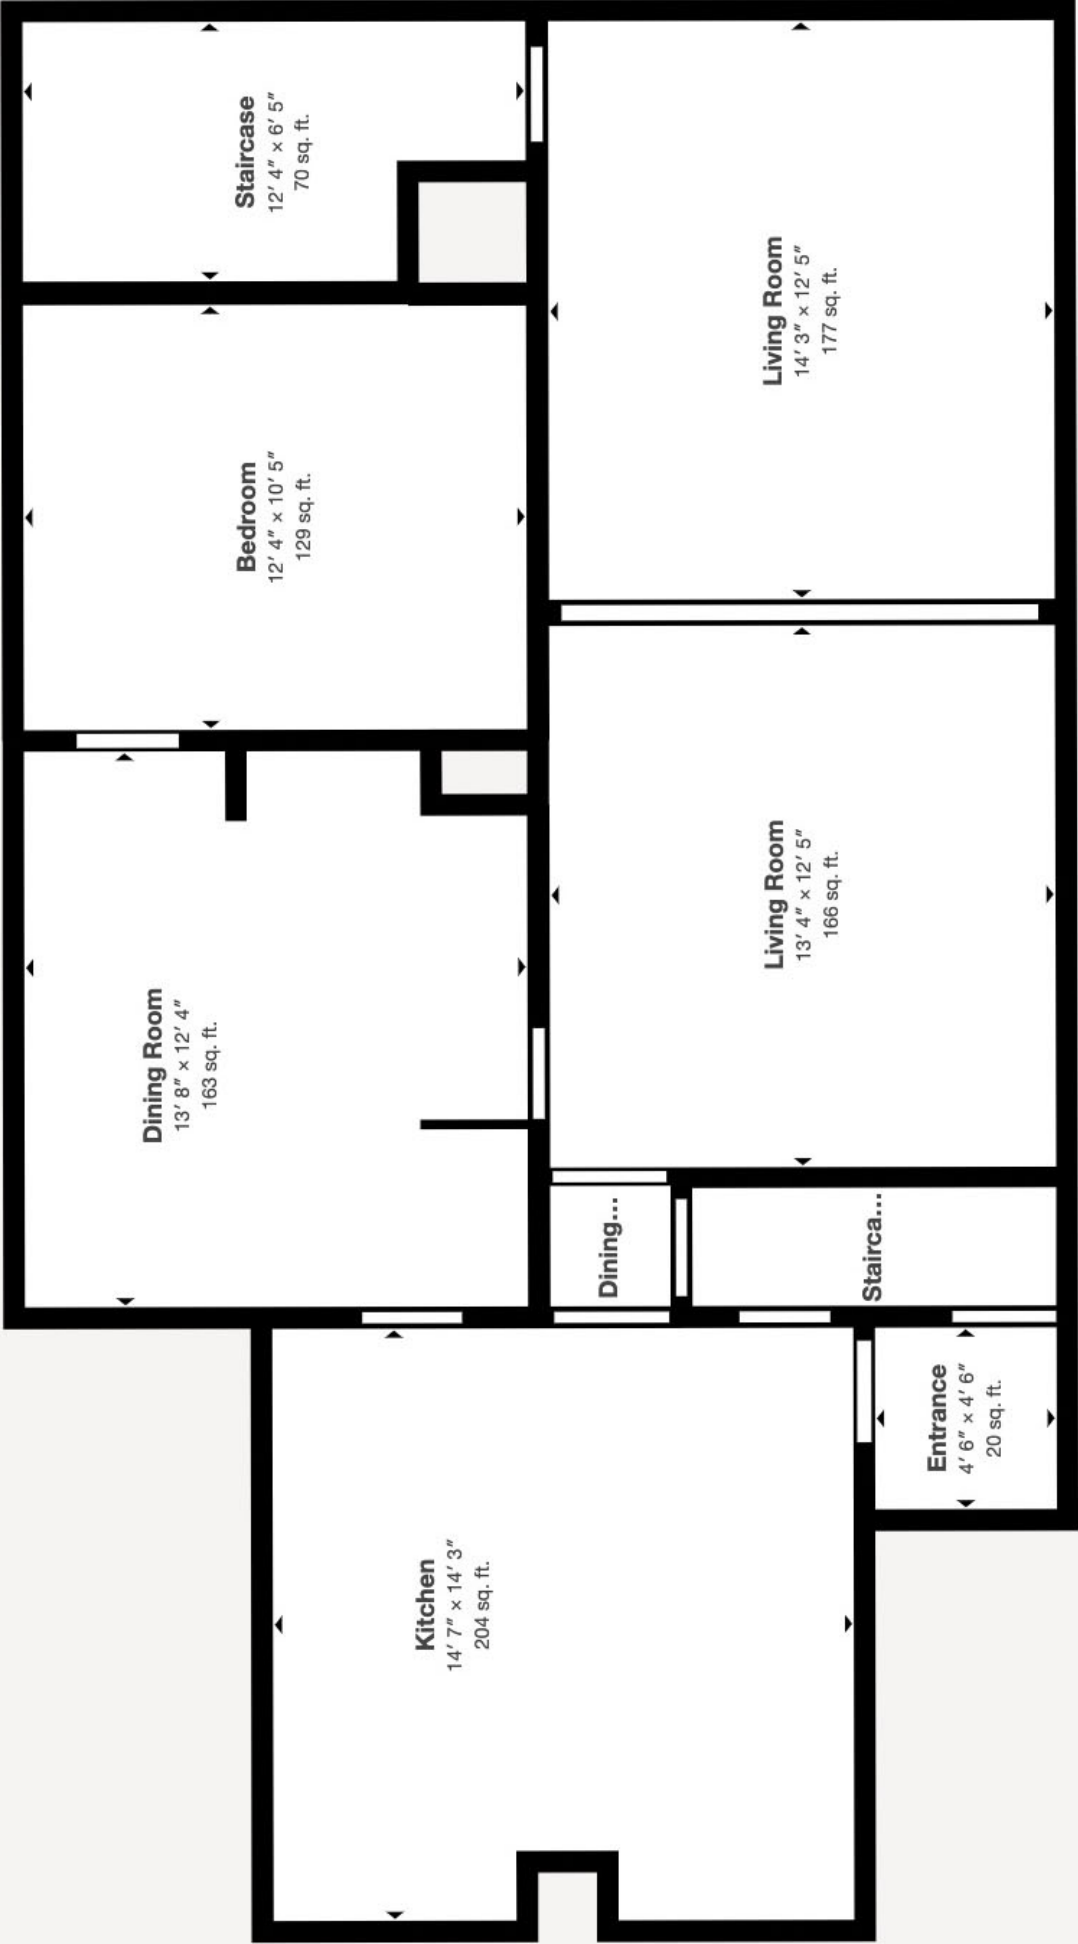 Staircase
12′ 4″ × 6′ 5″
70 sq. ft.
Living Room
14′ 3″ × 12′ 5″
177 sq. ft.
Bedroom
12′ 4″ × 10′ 5″
129 sq. ft.
Living Room
13′ 4″ × 12′ 5″
166 sq. ft.
Dining Room
13′ 8″ × 12′ 4″
163 sq. ft.
Dining...
Stairca...
Entrance
4′ 6″ × 4′ 6″
20 sq. ft.
Kitchen
14′ 7″ × 14′ 3″
204 sq. ft.